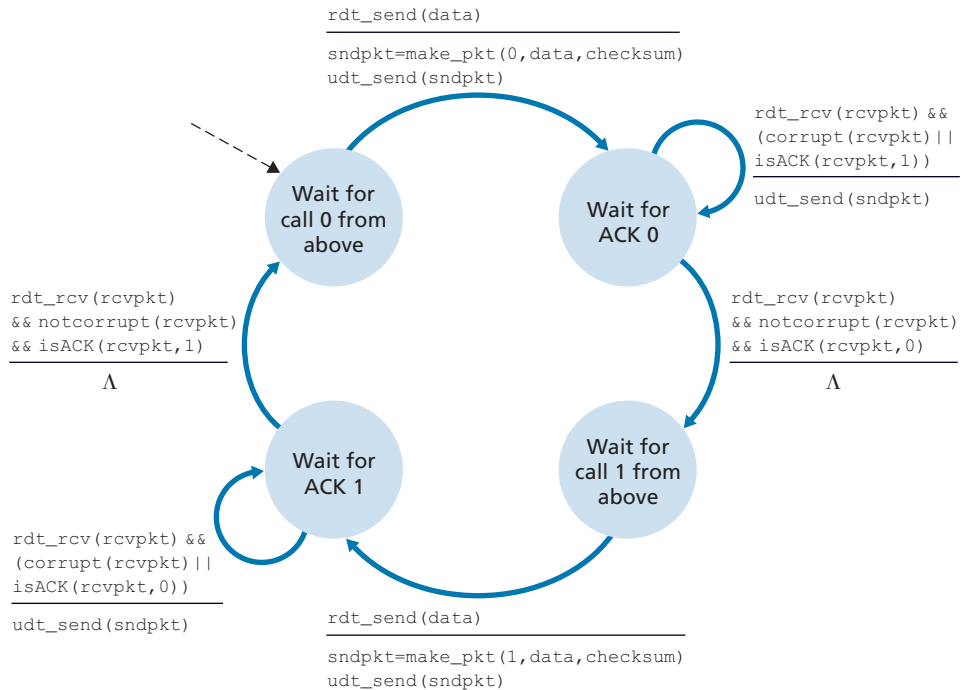 rdt_send(data)
sndpkt=make_pkt(0,data,checksum)
udt_send(sndpkt)
rdt_rcv(rcvpkt) &&
(corrupt(rcvpkt)||
isACK(rcvpkt,1))
udt_send(sndpkt)
Wait for
call 0 from
above
Wait for
ACK 0
rdt_rcv(rcvpkt)
&& notcorrupt(rcvpkt)
&& isACK(rcvpkt,1)
Λ
rdt_rcv(rcvpkt)
&& notcorrupt(rcvpkt)
&& isACK(rcvpkt,0)
Λ
Wait for
ACK 1
Wait for
call 1 from
above
rdt_rcv(rcvpkt) &&
(corrupt(rcvpkt)||
isACK(rcvpkt,0))
udt_send(sndpkt)
rdt_send(data)
sndpkt=make_pkt(1,data,checksum)
udt_send(sndpkt)